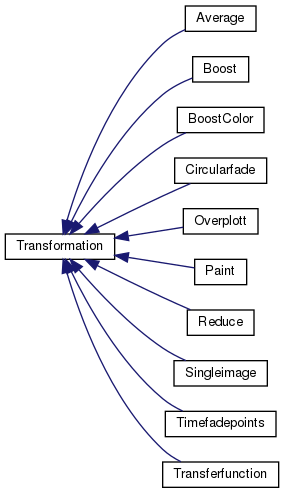 Average
Boost
BoostColor
Circularfade
Overplott
Transformation
Paint
Reduce
Singleimage
Timefadepoints
Transferfunction